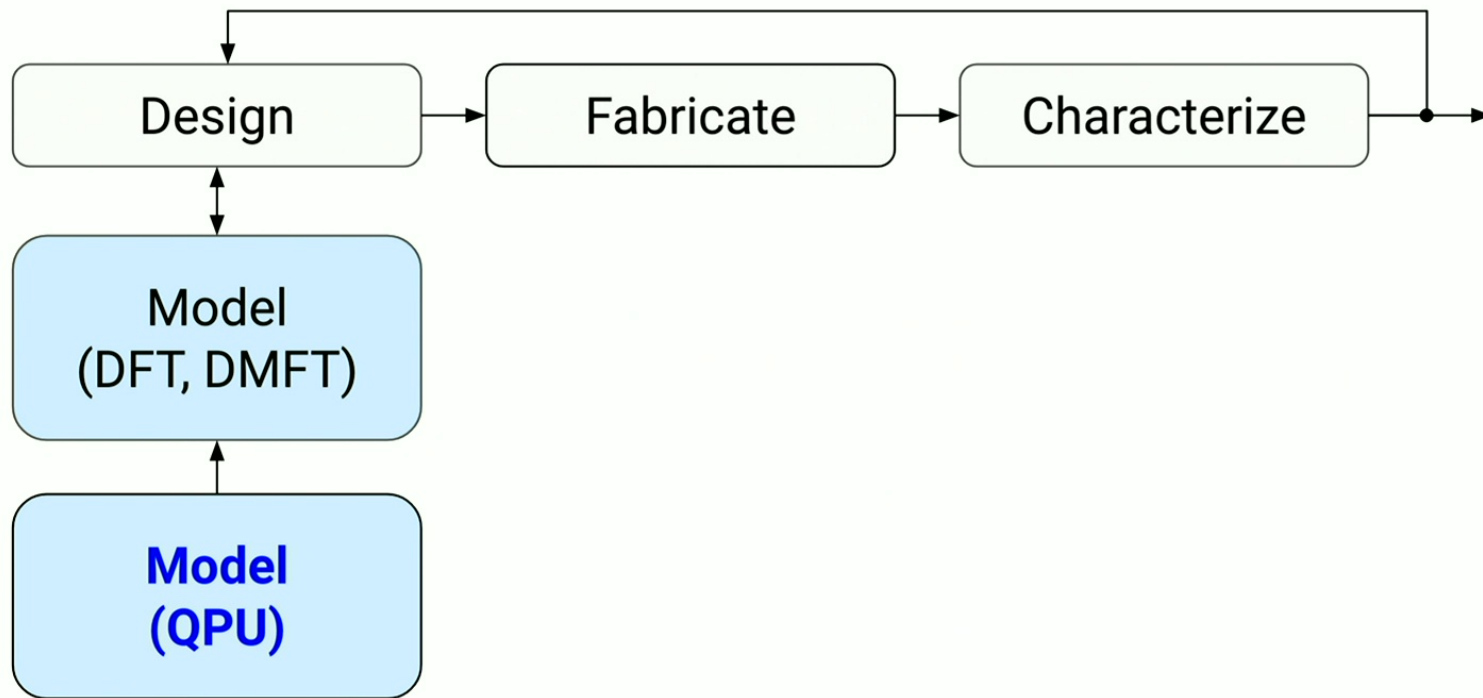 Design
Fabricate
Characterize
Model
(DFT, DMFT)
Model
(QPU)